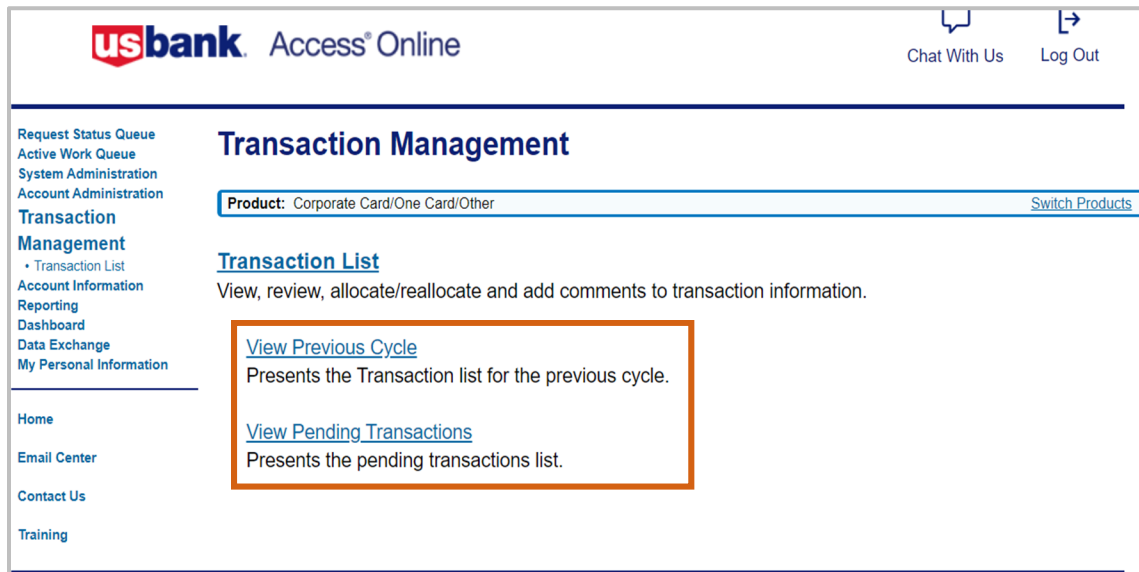 usbank. Access® Online
Chat With Us
Log Out
Request Status Queue
Active Work Queue
System Administration
Account Administration
Transaction
Management
• Transaction List
Account Information
Reporting
Dashboard
Data Exchange
My Personal Information
Home
Email Center
Contact Us
Training
Transaction Management
Product: Corporate Card/One Card/Other
Switch Products
Transaction List
View, review, allocate/reallocate and add comments to transaction information.
View Previous Cycle
Presents the Transaction list for the previous cycle.
View Pending Transactions
Presents the pending transactions list.